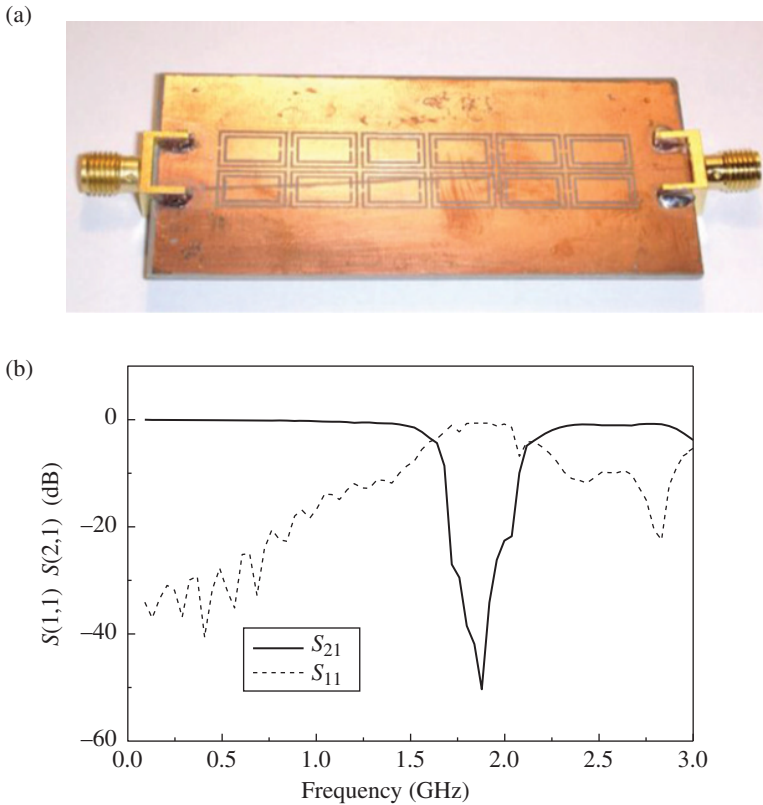 (a)
(b)
0
–20
–40
–60
S(1,1) S(2,1) (dB)
S21
S11
0.0 0.5 1.0 1.5 2.0 2.5 3.0
Frequency (GHz)